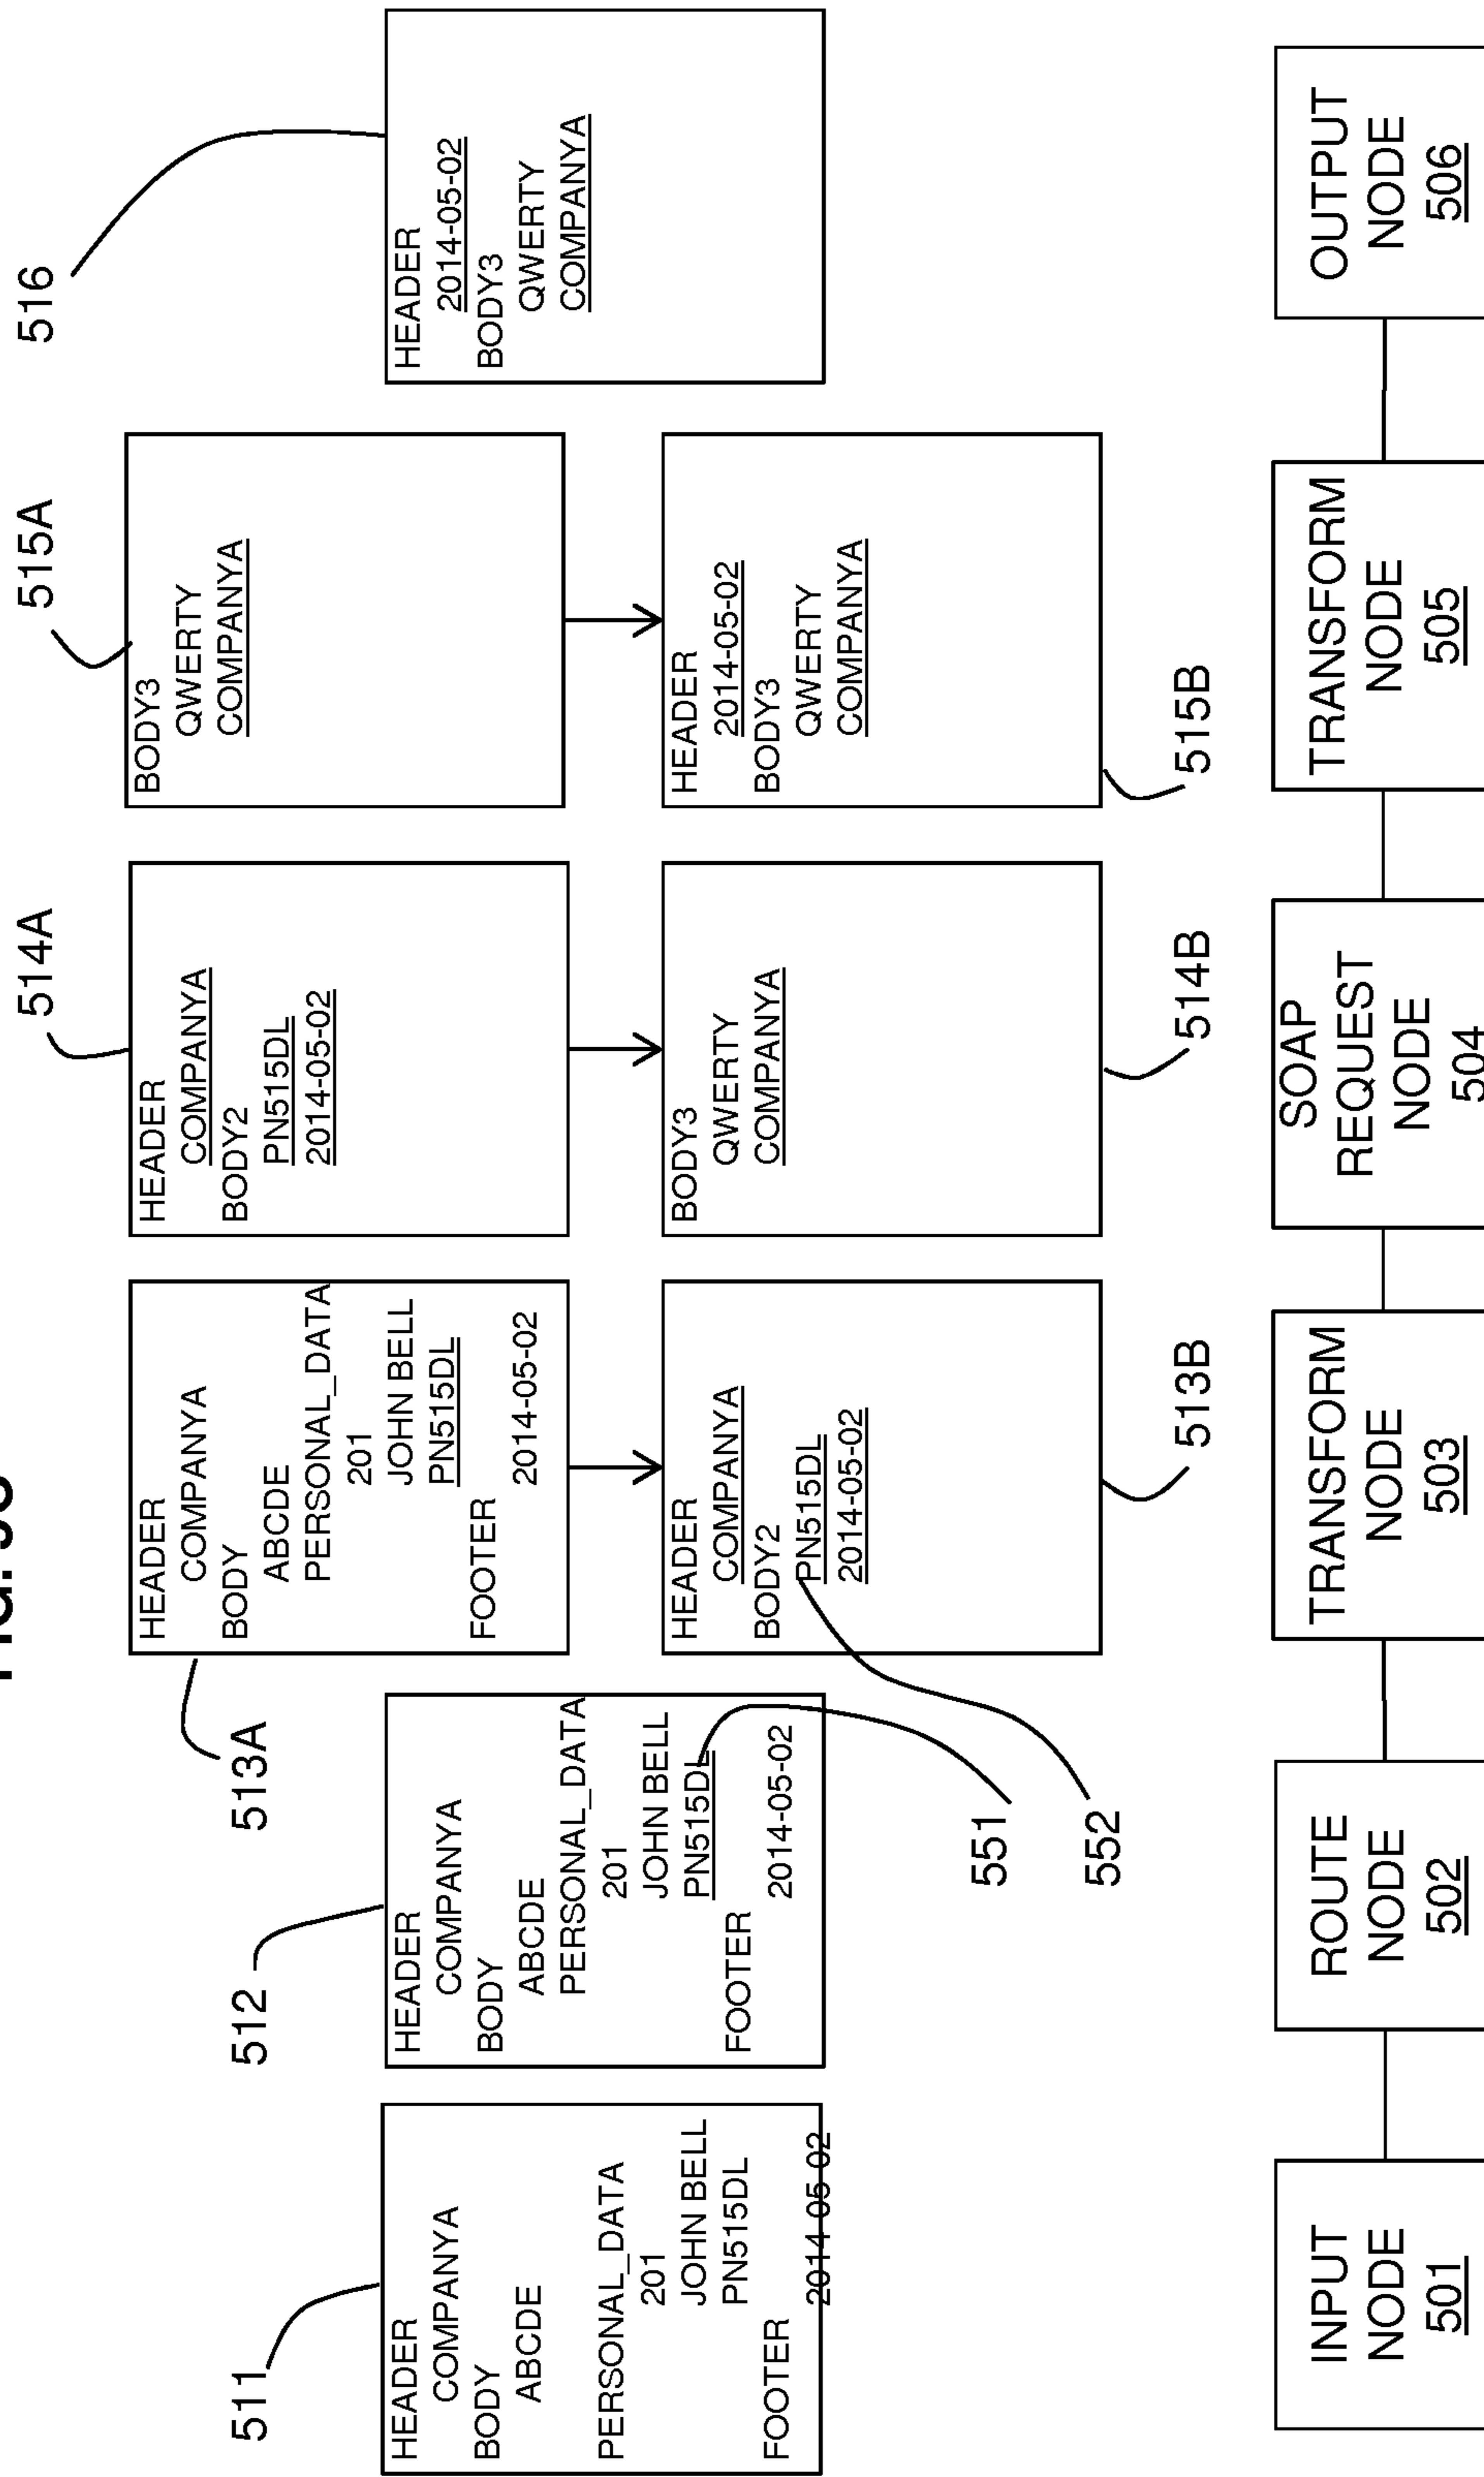 511
HEADER
COMPANYA
BODY
ABCDE
PERSONAL_DATA
201
JOHN BELL
PN515DL
FOOTER
2014-05-02
512
HEADER
COMPANYA
BODY
ABCDE
PERSONAL_DATA
201
JOHN BELL
PN515DL
FOOTER
2014-05-02
551
552
513A
HEADER
COMPANYA
BODY
ABCDE
PERSONAL_DATA
201
JOHN BELL
PN515DL
FOOTER
2014-05-02
HEADER
COMPANYA
BODY2
PN515DL
2014-05-02
513B
514A
HEADER
COMPANYA
BODY2
PN515DL
2014-05-02
BODY3
QWERTY
COMPANYA
514B
515A
BODY3
QWERTY
COMPANYA
HEADER
2014-05-02
BODY3
QWERTY
COMPANYA
515B
516
HEADER
2014-05-02
BODY3
QWERTY
COMPANYA
INPUT
NODE
501
ROUTE
NODE
502
TRANSFORM
NODE
503
SOAP
REQUEST
NODE
504
TRANSFORM
NODE
505
OUTPUT
NODE
506